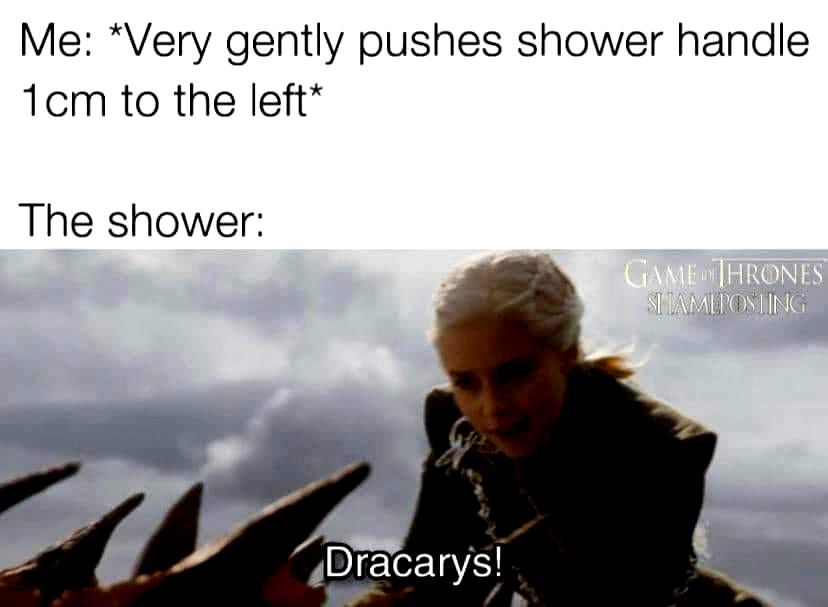 Me: *Very gently pushes shower handle
1cm to the left*
The shower:
GAME OF THRONES
SHAMEPOSTING
Dracarys!